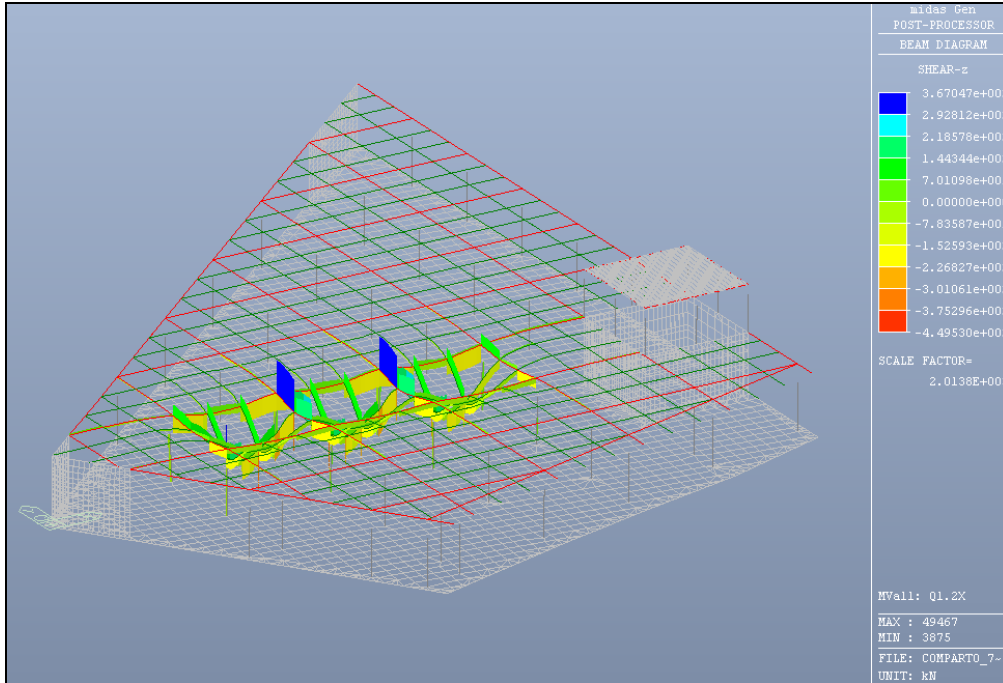 midas Gen
POST-PROCESSOR
BEAM DIAGRAM
SHEAR-z
3.67047e+00
2.92812e+00
2.18578e+00
1.44344e+00
7.01098e+00
0.00000e+00
-7.83587e+00
-1.52593e+00
-2.26827e+00
-3.01061e+00
-3.75296e+00
-4.49530e+00
SCALE FACTOR=
2.0138E+00
MVall: Q1.2X
MAX : 49467
MIN : 3875
FILE: COMPARTO_7~
UNIT: kN